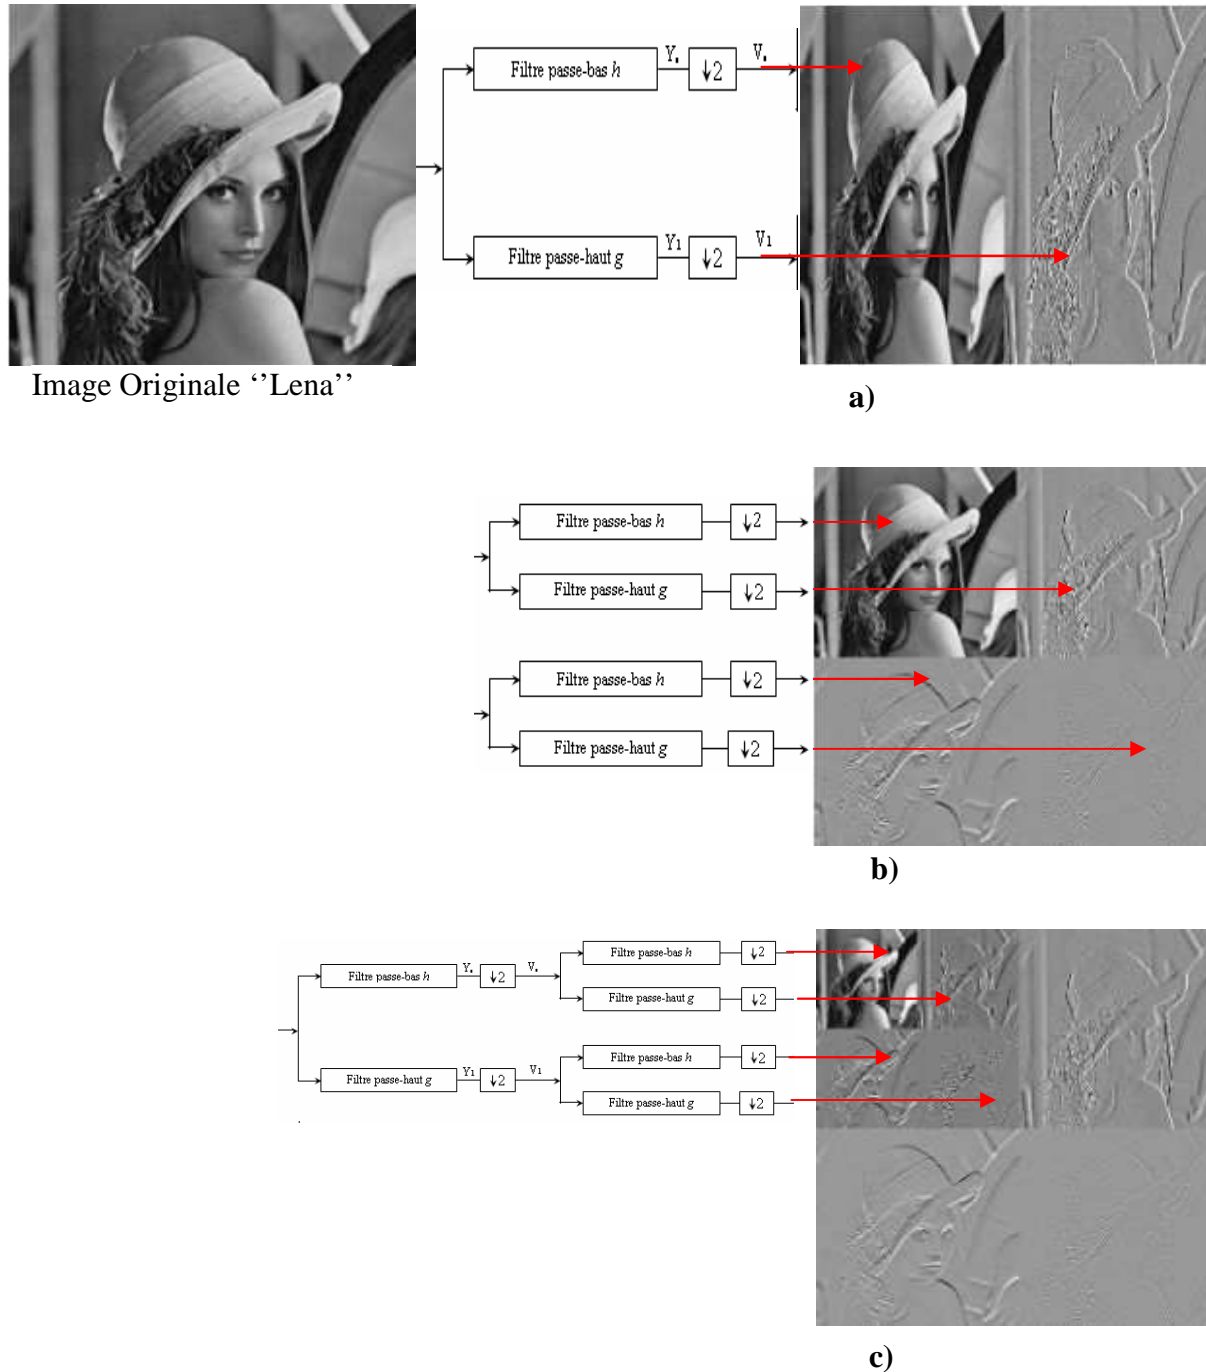 Filtre passe-bas h
Y₀
↓2
V₀
Filtre passe-haut g
Y1
↓2
V1
Image Originale ‘’Lena’’
a)
Filtre passe-bas h
↓2
Filtre passe-haut g
↓2
Filtre passe-bas h
↓2
Filtre passe-haut g
↓2
b)
Filtre passe-bas h
Y₀
↓2
V₀
Filtre passe-bas h
↓2
Filtre passe-haut g
↓2
Filtre passe-haut g
Y1
↓2
V1
Filtre passe-bas h
↓2
Filtre passe-haut g
↓2
c)